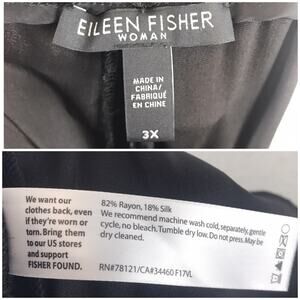 EILEEN FISHER
WOMAN
MADE IN
CHINA/
FABRIQUÉ
EN CHINE
3X
We want our
clothes back, even
if they're worn or
torn. Bring them
to our US stores
and support
FISHER FOUND.
82% Rayon, 18% Silk
We recommend machine wash cold, separately, gentle
cycle, no bleach. Tumble dry low. Do not press. May be
dry cleaned.
RN#78121/CA#34460 F17VL